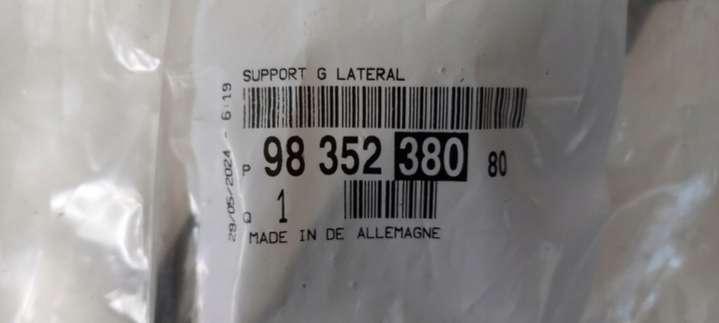 SUPPORT G LATERAL
P 98 352 380 80
Q 1
MADE IN DE ALLEMAGNE
29/05/2024 - 6:19